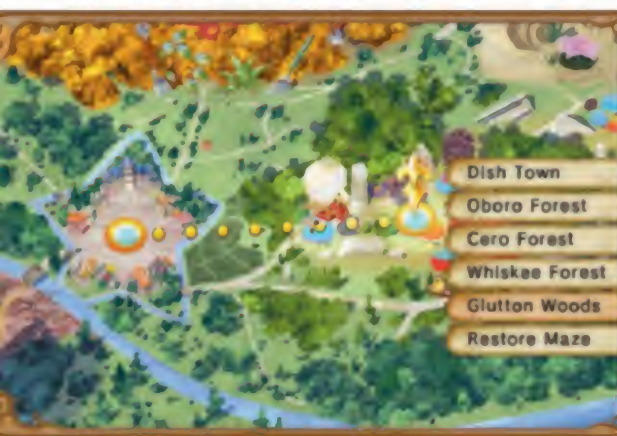 Dish Town
Oboro Forest
Cero Forest
Whiskee Forest
Glutton Woods
Restore Maze